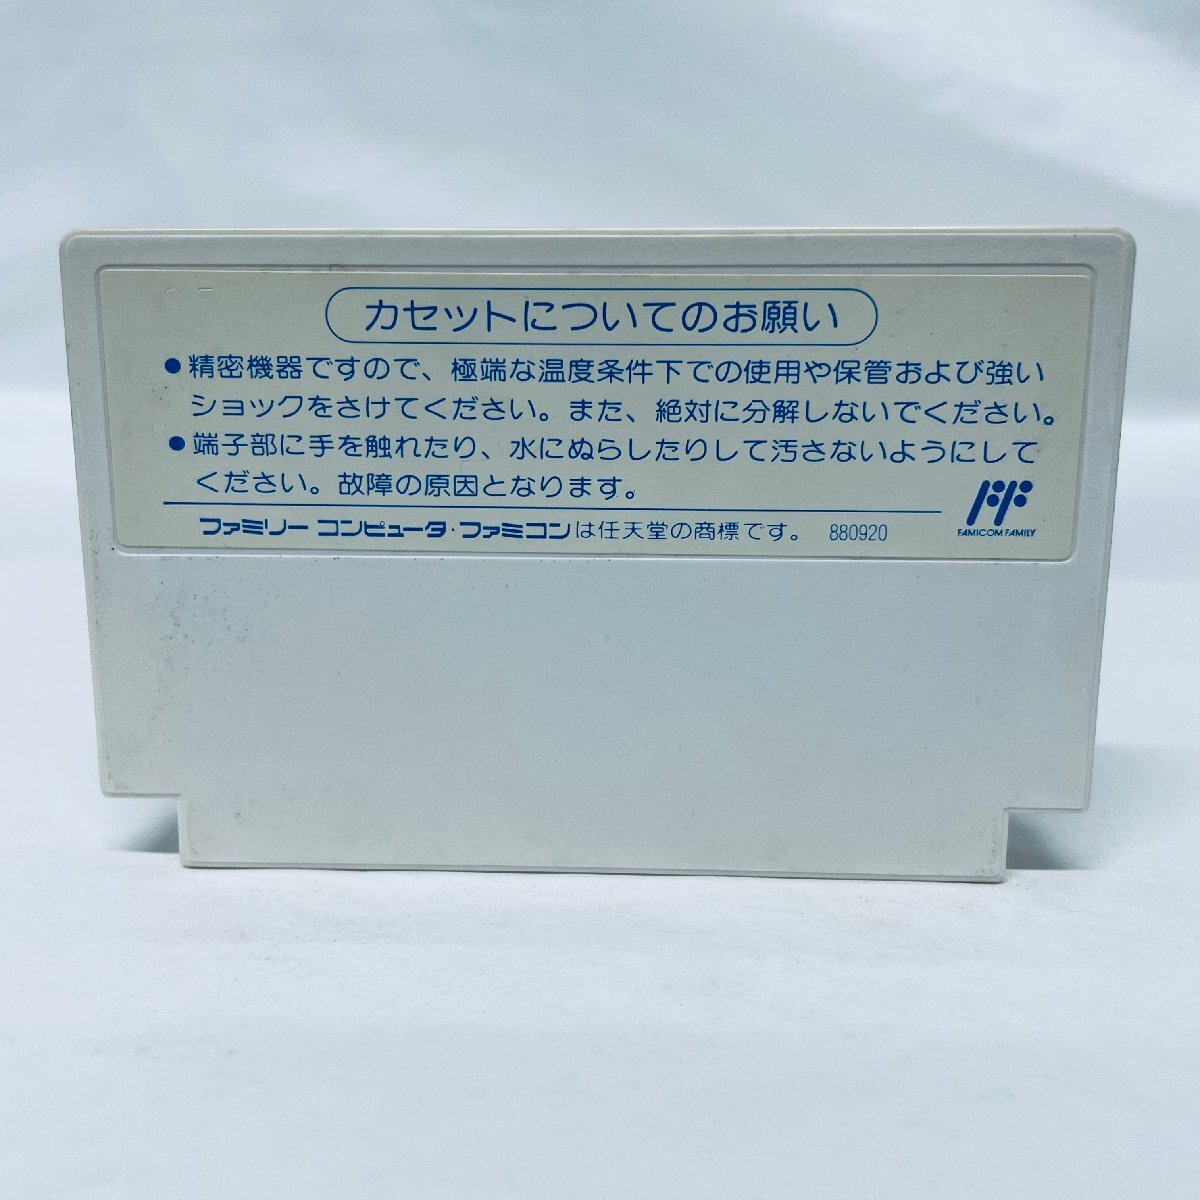 カセットについてのお願い
●精密機器ですので、極端な温度条件下での使用や保管および強い
ショックをさけてください。また、絶対に分解しないでください。
●端子部に手を触れたり、水にぬらしたりして汚さないようにして
ください。故障の原因となります。
ファミリー コンピュータ・ファミコンは任天堂の商標です。 880920
FAMICOM FAMILY